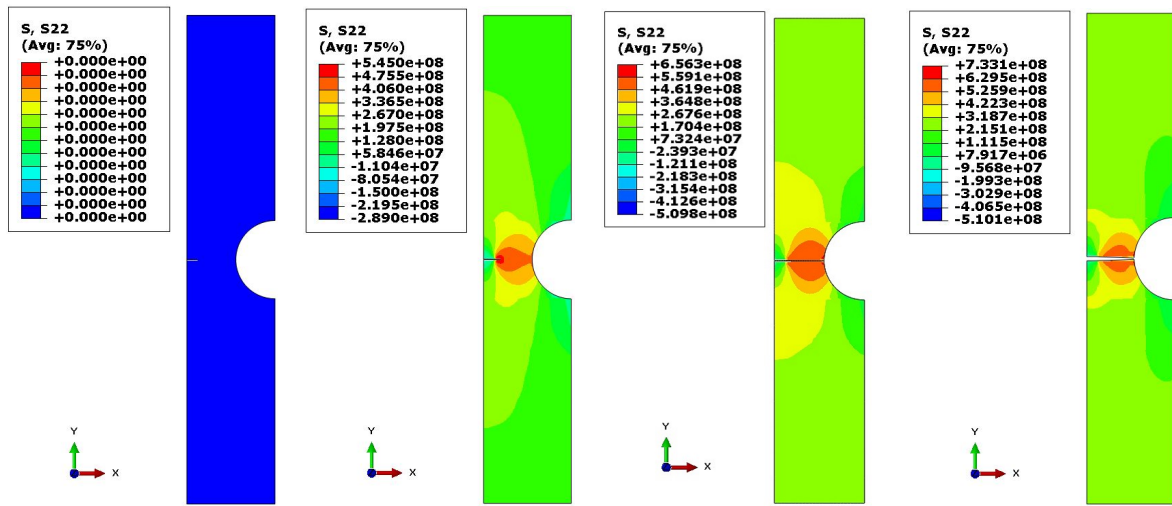 S, S22
(Avg: 75%)
+0.000e+00
+0.000e+00
+0.000e+00
+0.000e+00
+0.000e+00
+0.000e+00
+0.000e+00
+0.000e+00
+0.000e+00
+0.000e+00
+0.000e+00
+0.000e+00
+0.000e+00
Y
X
S, S22
(Avg: 75%)
+5.450e+08
+4.755e+08
+4.060e+08
+3.365e+08
+2.670e+08
+1.975e+08
+1.280e+08
+5.846e+07
-1.104e+07
-8.054e+07
-1.500e+08
-2.195e+08
-2.890e+08
Y
X
S, S22
(Avg: 75%)
+6.563e+08
+5.591e+08
+4.619e+08
+3.648e+08
+2.676e+08
+1.704e+08
+7.324e+07
-2.393e+07
-1.211e+08
-2.183e+08
-3.154e+08
-4.126e+08
-5.098e+08
Y
X
S, S22
(Avg: 75%)
+7.331e+08
+6.295e+08
+5.259e+08
+4.223e+08
+3.187e+08
+2.151e+08
+1.115e+08
+7.917e+06
-9.568e+07
-1.993e+08
-3.029e+08
-4.065e+08
-5.101e+08
Y
X